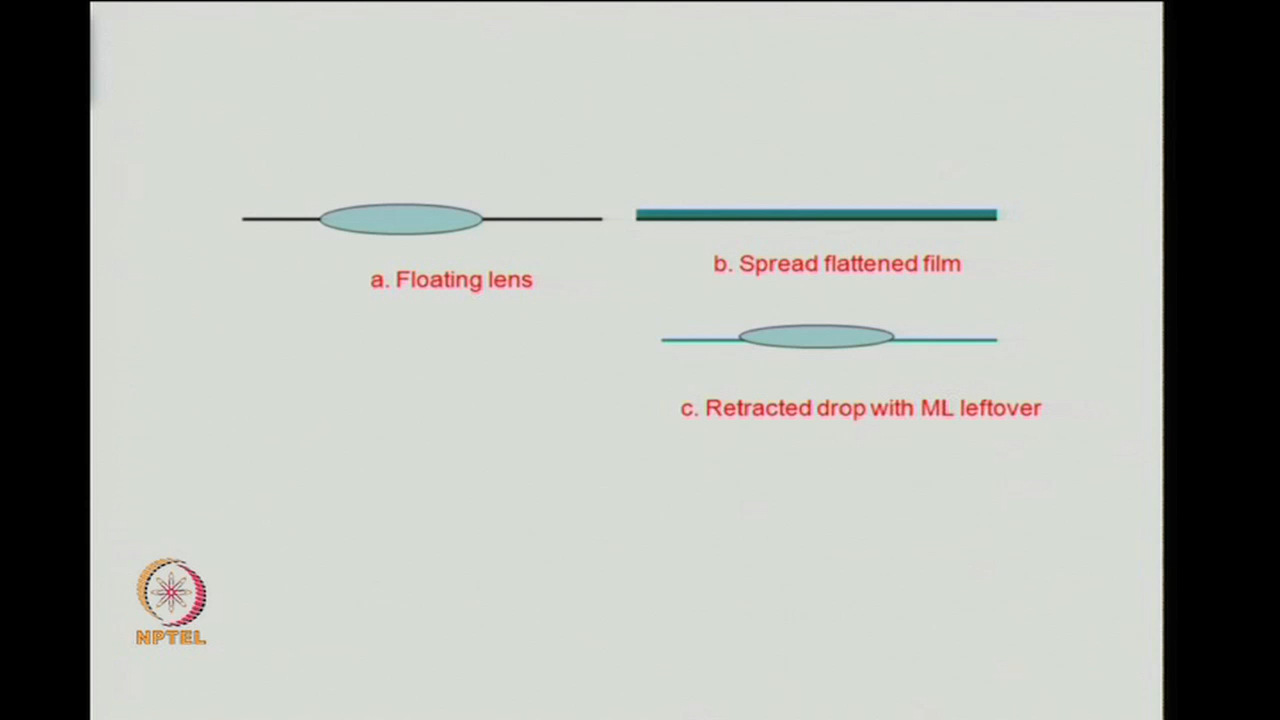 a. Floating lens
b. Spread flattened film
c. Retracted drop with ML leftover
NPTEL